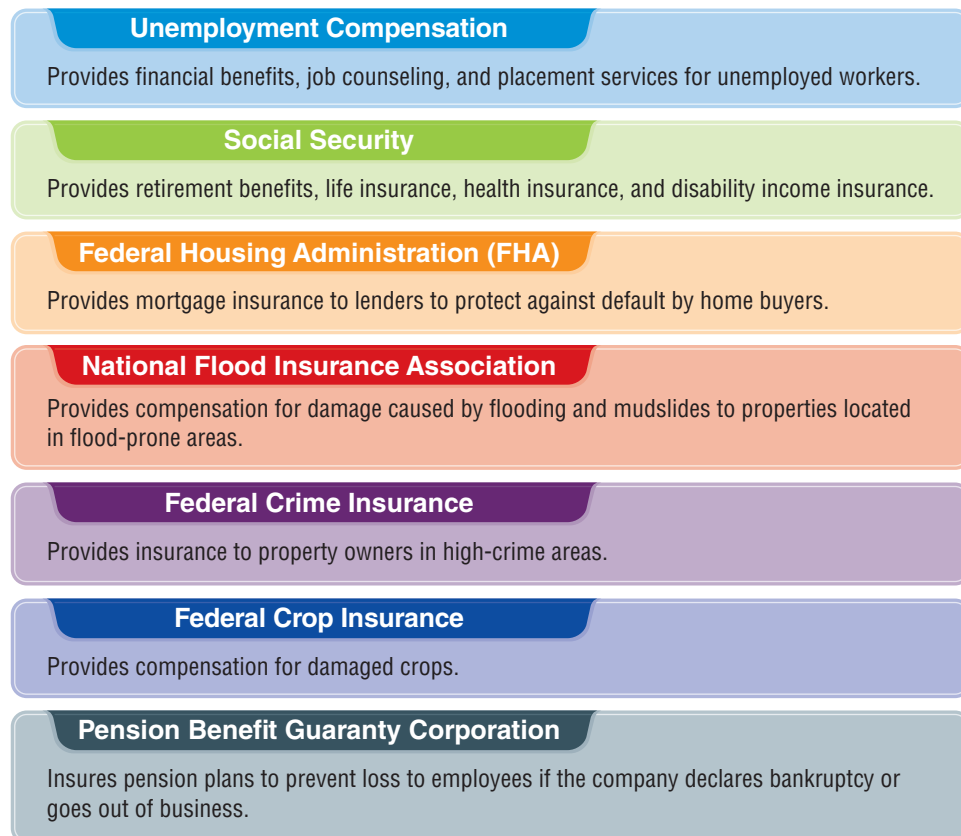 Unemployment Compensation
Provides financial benefits, job counseling, and placement services for unemployed workers.
Social Security
Provides retirement benefits, life insurance, health insurance, and disability income insurance.
Federal Housing Administration (FHA)
Provides mortgage insurance to lenders to protect against default by home buyers.
National Flood Insurance Association
Provides compensation for damage caused by flooding and mudslides to properties located
in flood-prone areas.
Federal Crime Insurance
Provides insurance to property owners in high-crime areas.
Federal Crop Insurance
Provides compensation for damaged crops.
Pension Benefit Guaranty Corporation
Insures pension plans to prevent loss to employees if the company declares bankruptcy or
goes out of business.